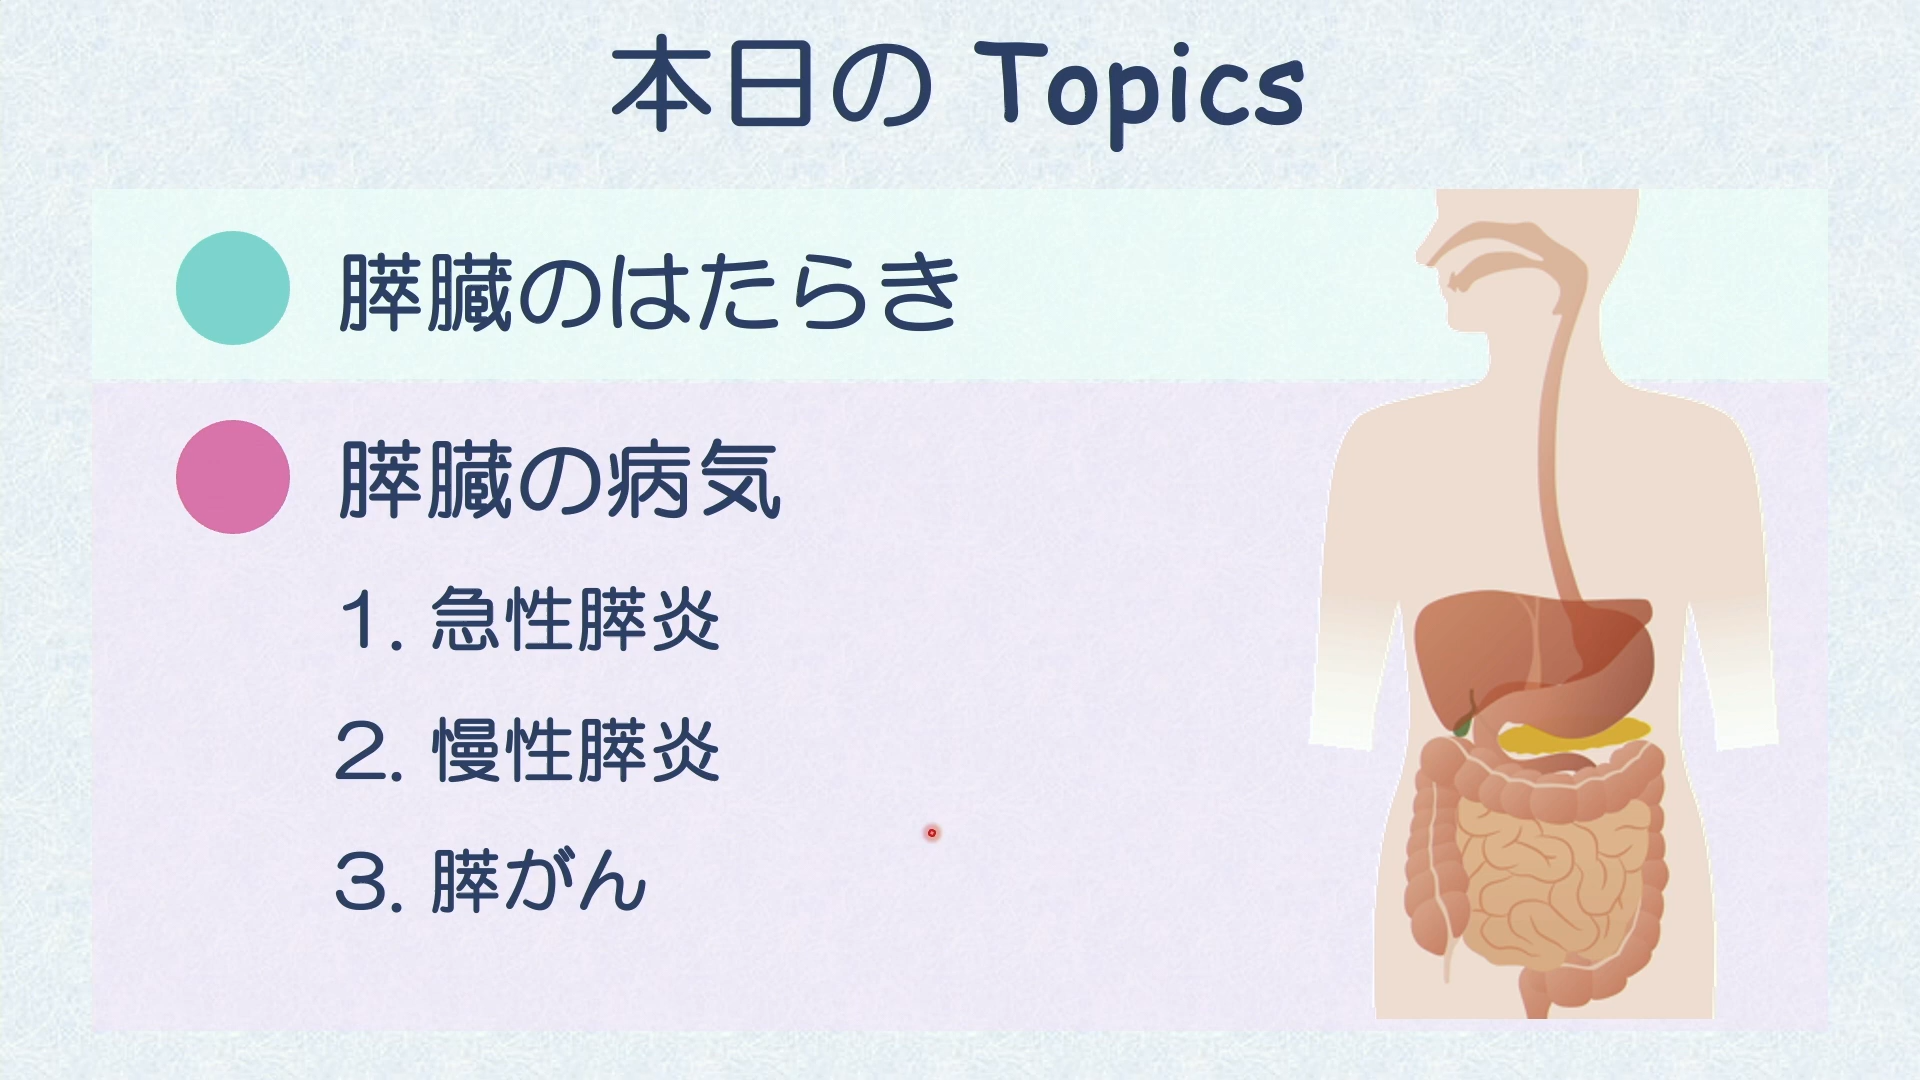 本日の Topics
膵臓のはたらき
膵臓の病気
1. 急性膵炎
2. 慢性膵炎
3. 膵がん